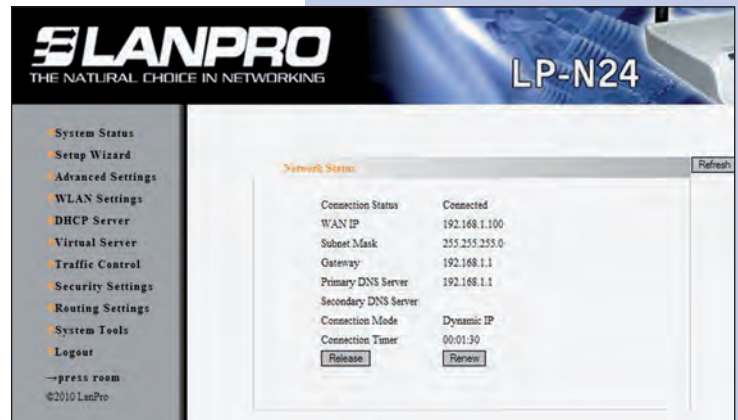 LANPRO
THE NATURAL CHOICE IN NETWORKING
LP-N24
System Status
Setup Wizard
Advanced Settings
WLAN Settings
DHCP Server
Virtual Server
Traffic Control
Security Settings
Routing Settings
System Tools
Logout
→press room
©2010 LanPro
Network Status
Refresh
Connection Status Connected
WAN IP 192.168.1.100
Subnet Mask 255.255.255.0
Gateway 192.168.1.1
Primary DNS Server 192.168.1.1
Secondary DNS Server
Connection Mode Dynamic IP
Connection Timer 00:01:30
Release Renew